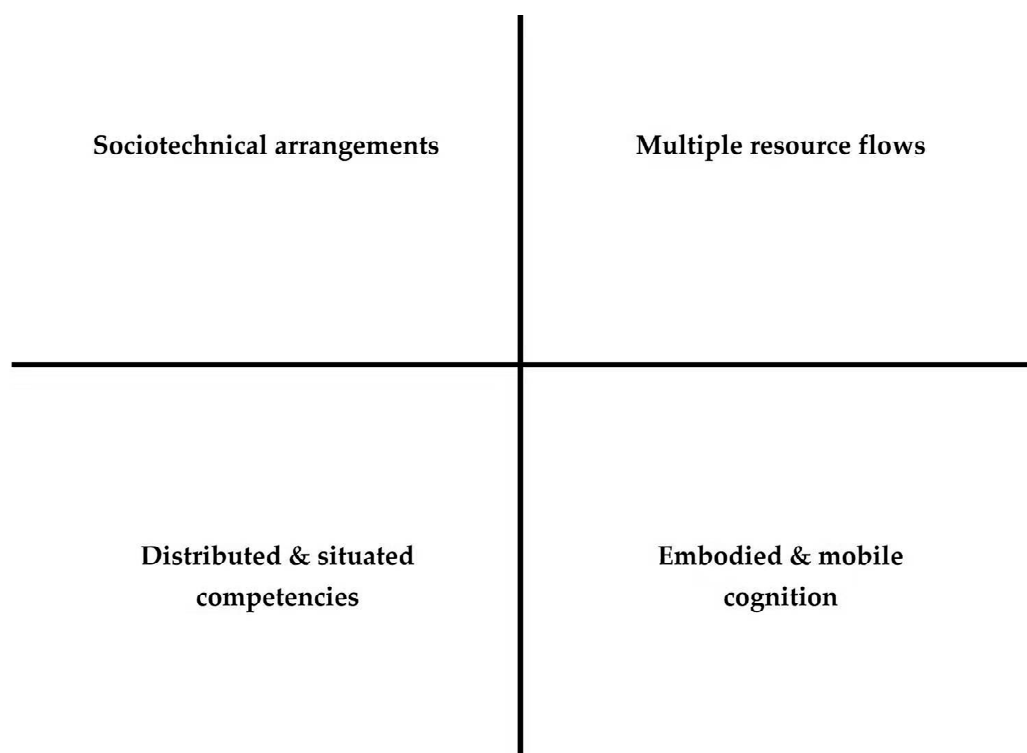 Sociotechnical arrangements
Multiple resource flows
Distributed & situated
competencies
Embodied & mobile
cognition